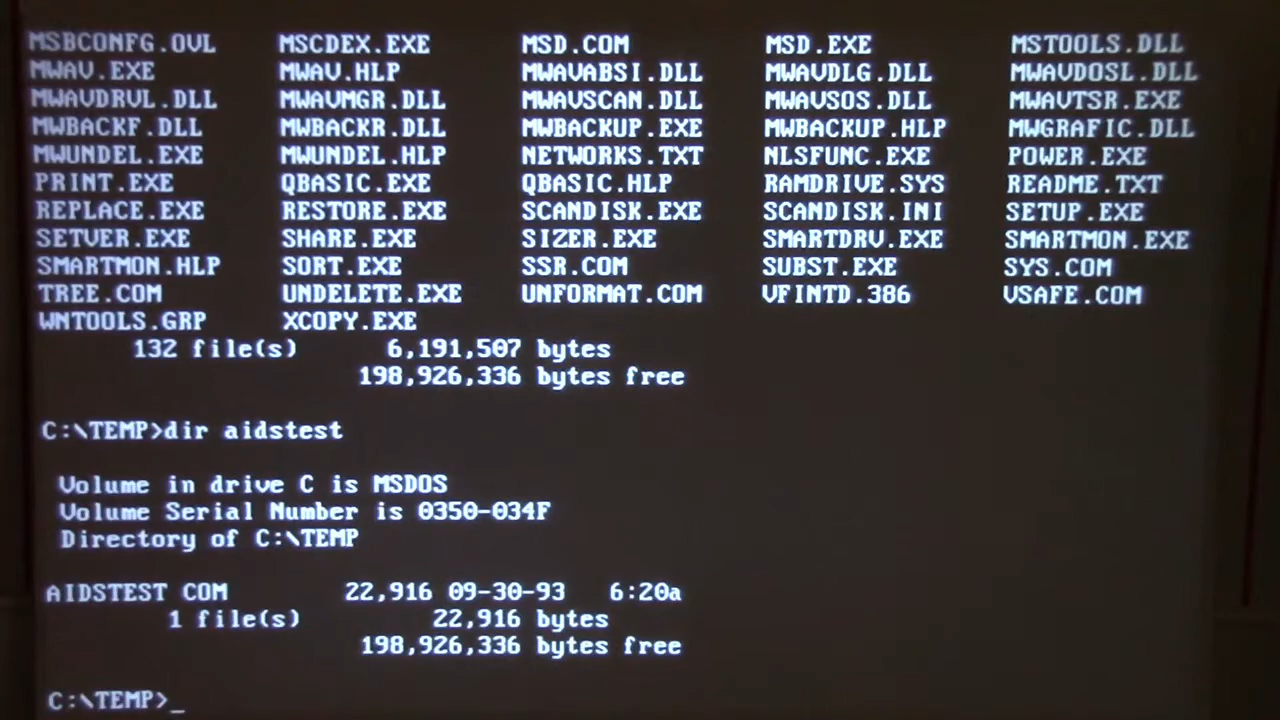 MSBCONFG.OVL MSCDEX.EXE MSD.COM MSD.EXE MSTOOLS.DLL
MWAV.EXE MWAV.HLP MWAVABSI.DLL MWAVDLG.DLL MWAVDOSL.DLL
MWAVDRVL.DLL MWAVMGR.DLL MWAVSCAN.DLL MWAVSOS.DLL MWAVTSR.EXE
MWBACKF.DLL MWBACKR.DLL MWBACKUP.EXE MWBACKUP.HLP MWGRAFIC.DLL
MWUNDEL.EXE MWUNDEL.HLP NETWORKS.TXT NLSFUNC.EXE POWER.EXE
PRINT.EXE QBASIC.EXE QBASIC.HLP RAMDRIVE.SYS README.TXT
REPLACE.EXE RESTORE.EXE SCANDISK.EXE SCANDISK.INI SETUP.EXE
SETVER.EXE SHARE.EXE SIZER.EXE SMARTDRV.EXE SMARTMON.EXE
SMARTMON.HLP SORT.EXE SSR.COM SUBST.EXE SYS.COM
TREE.COM UNDELETE.EXE UNFORMAT.COM VFINTD.386 VSAFE.COM
WNTOOLS.GRP XCOPY.EXE
132 file(s) 6,191,507 bytes
198,926,336 bytes free
C:\TEMP>dir aidstest
Volume in drive C is MSDOS
Volume Serial Number is 0350-034F
Directory of C:\TEMP
AIDSTEST COM 22,916 09-30-93 6:20a
1 file(s) 22,916 bytes
198,926,336 bytes free
C:\TEMP>_